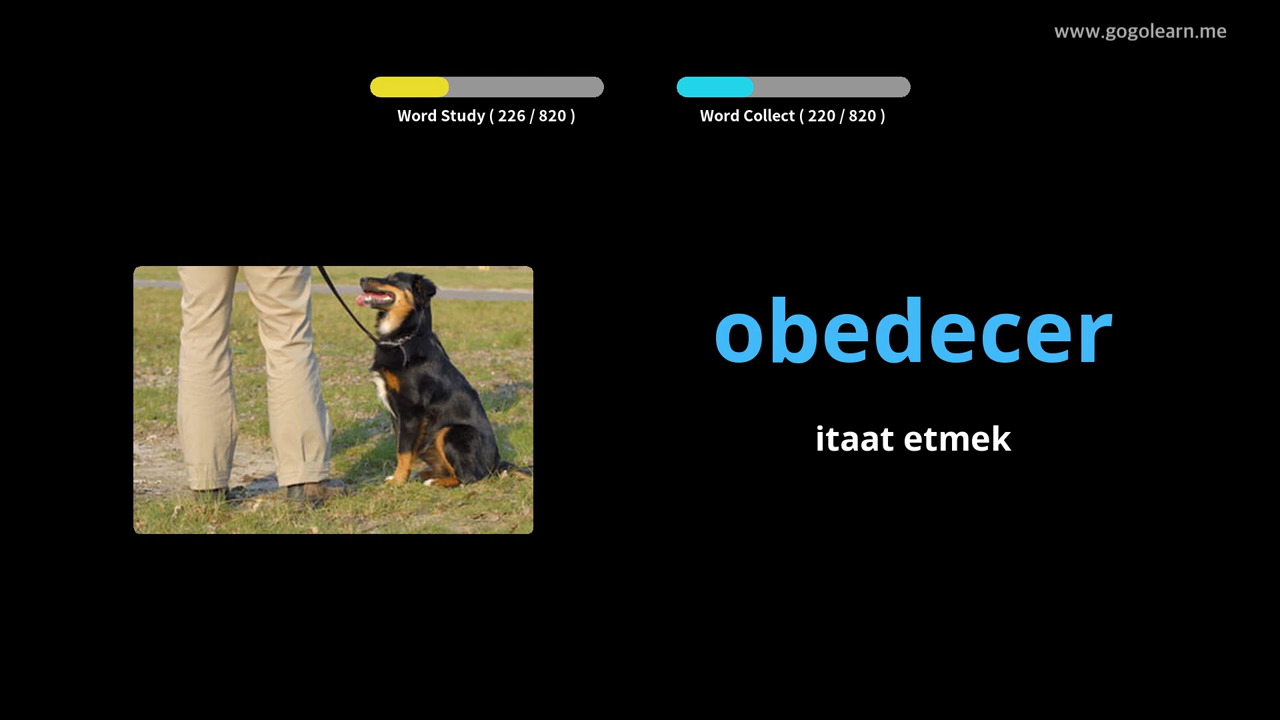 www.gogolearn.me
Word Study ( 226 / 820 )
Word Collect ( 220 / 820 )
obedecer
itaat etmek